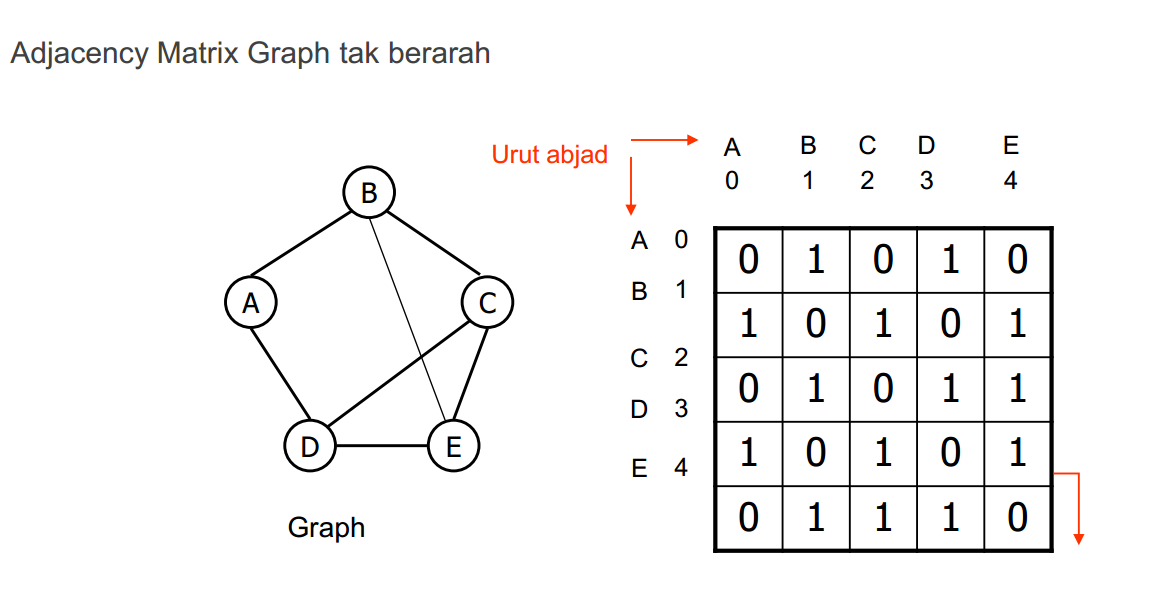 Adjacency Matrix Graph tak berarah
Urut abjad
A B C D E
0 1 2 3 4
B
A
C
D
E
Graph
A 0
B 1
C 2
D 3
E 4
0 1 0 1 0
1 0 1 0 1
0 1 0 1 1
1 0 1 0 1
0 1 1 1 0